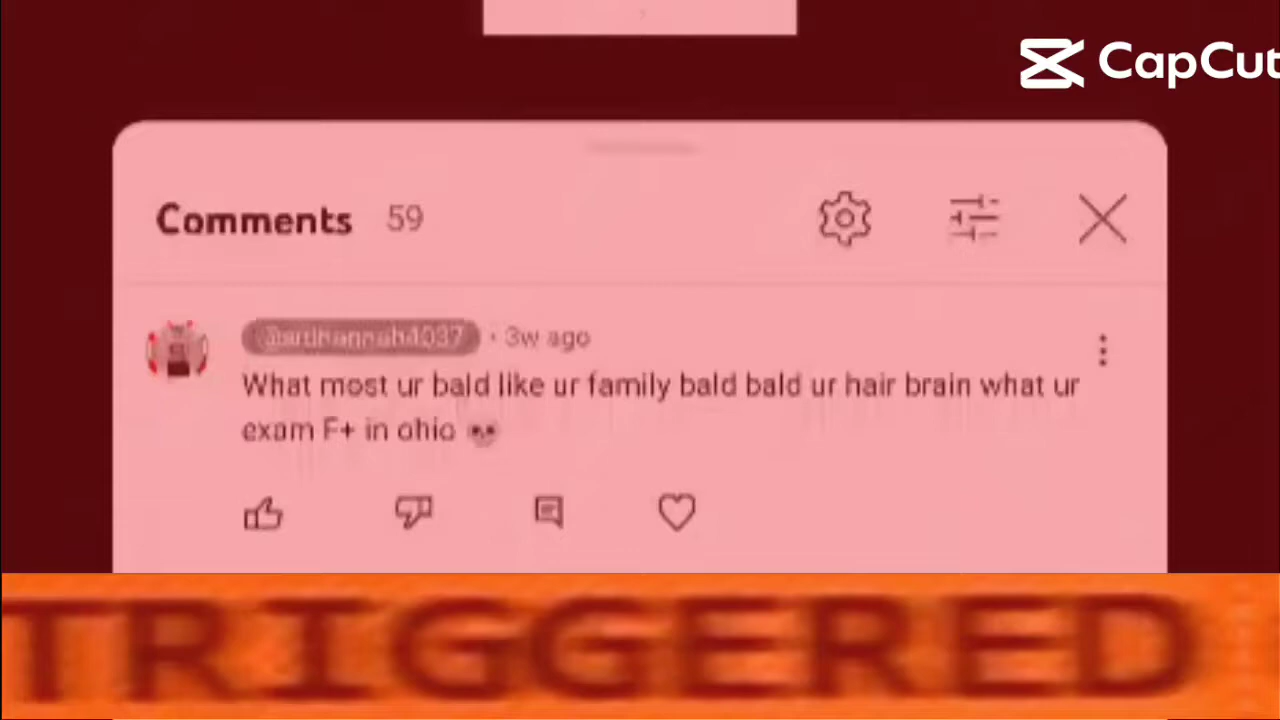 CapCut
Comments 59
· 3w ago
What most ur bald like ur family bald bald ur hair brain what ur
exam F+ in ohio 💀
TRIGGERED